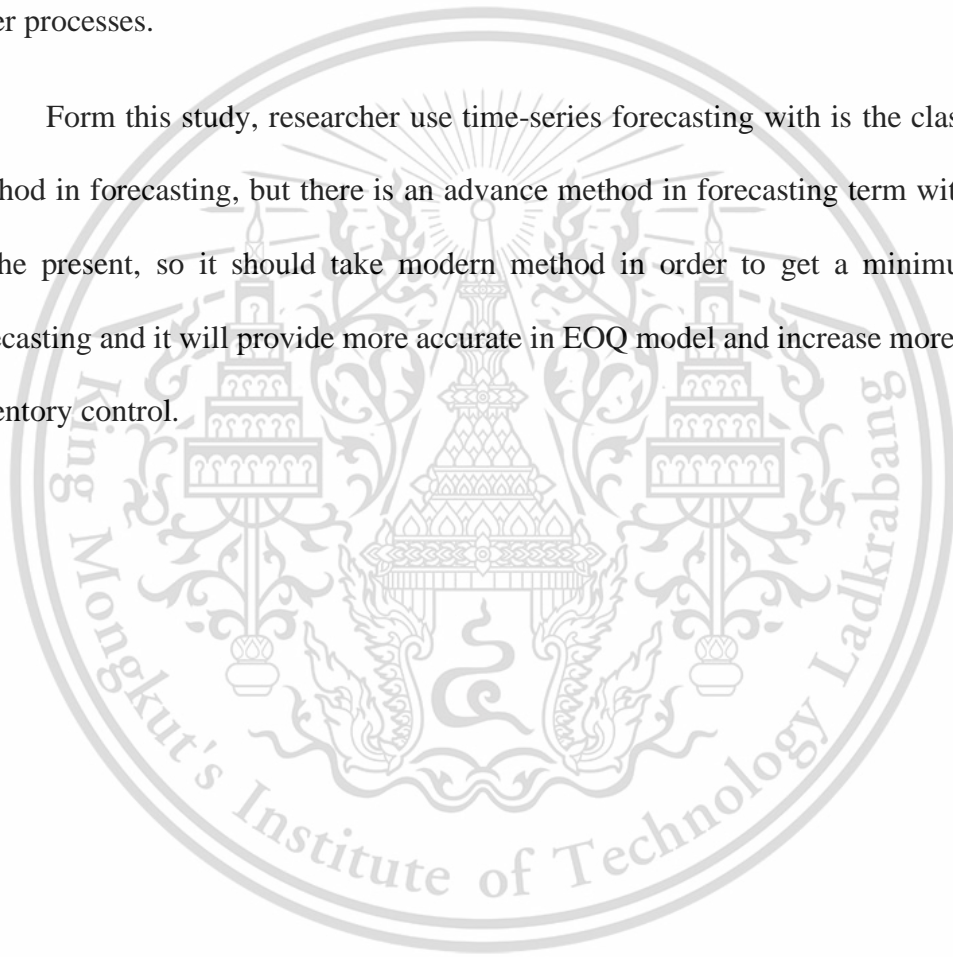 er processes.
Form this study, researcher use time-series forecasting with is the clas
hod in forecasting, but there is an advance method in forecasting term wit
he present, so it should take modern method in order to get a minimu
ecasting and it will provide more accurate in EOQ model and increase more
entory control.
King Mongkut's Institute of Technology Ladkrabang